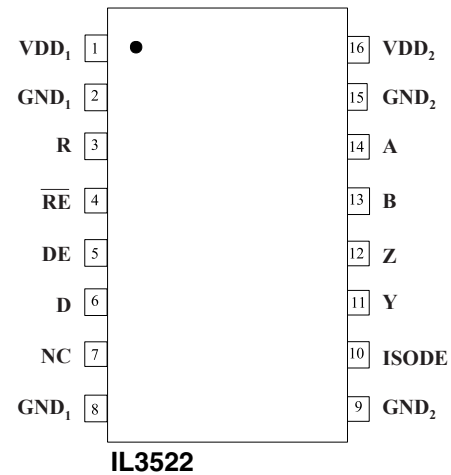 VDD₁ 1 16 VDD₂
GND₁ 2 15 GND₂
R 3 14 A
R̅E̅ 4 13 B
DE 5 12 Z
D 6 11 Y
NC 7 10 ISODE
GND₁ 8 9 GND₂
IL3522